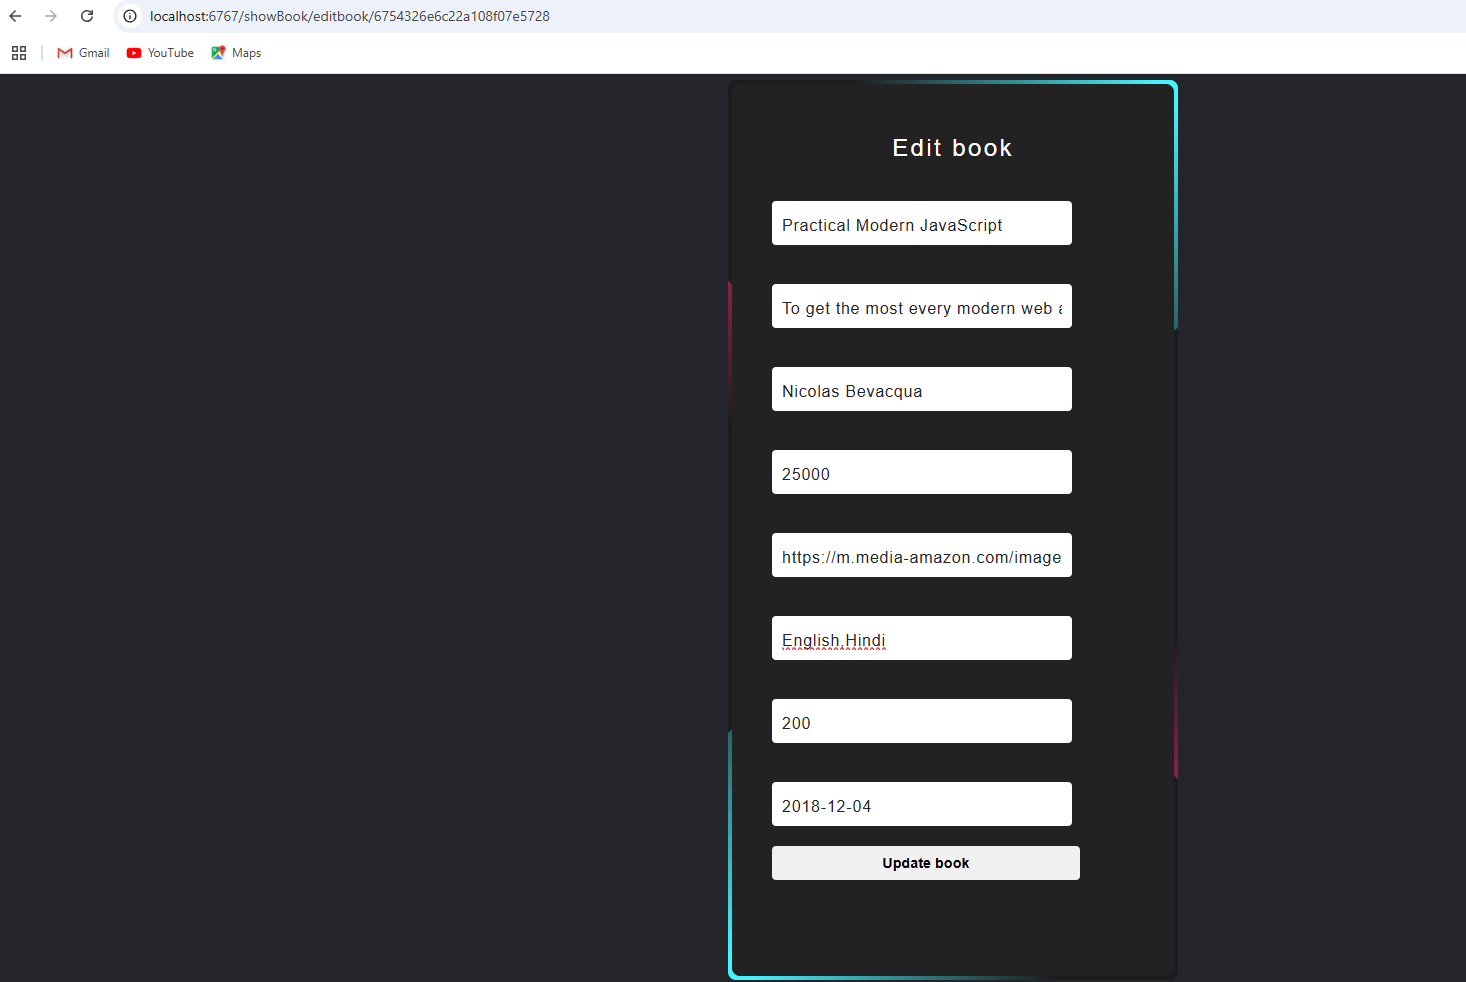 localhost:6767/showBook/editbook/6754326e6c22a108f07e5728
Gmail YouTube Maps
Edit book
Practical Modern JavaScript
To get the most every modern web
Nicolas Bevacqua
25000
https://m.media-amazon.com/image
English,Hindi
200
2018-12-04
Update book